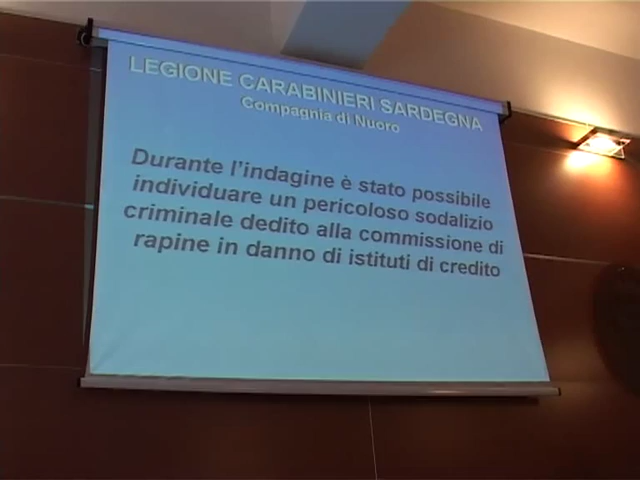 LEGIONE CARABINIERI SARDEGNA
Compagnia di Nuoro
Durante l'indagine è stato possibile
individuare un pericoloso sodalizio
criminale dedito alla commissione di
rapine in danno di istituti di credito